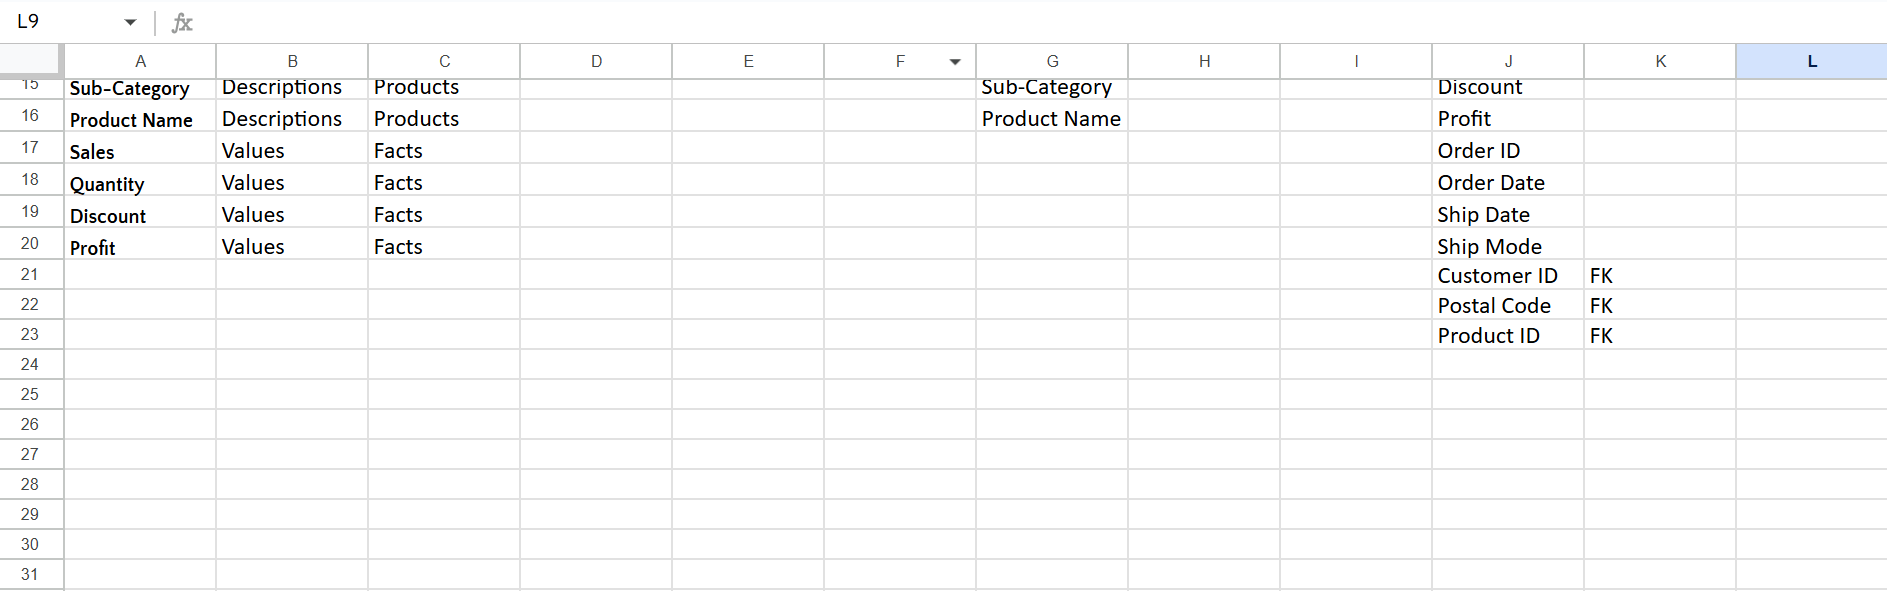 L9 fx
A B C D E F G H I J K L
15 Sub-Category Descriptions Products Sub-Category Discount
16 Product Name Descriptions Products Product Name Profit
17 Sales Values Facts Order ID
18 Quantity Values Facts Order Date
19 Discount Values Facts Ship Date
20 Profit Values Facts Ship Mode
21 Customer ID FK
22 Postal Code FK
23 Product ID FK
24
25
26
27
28
29
30
31